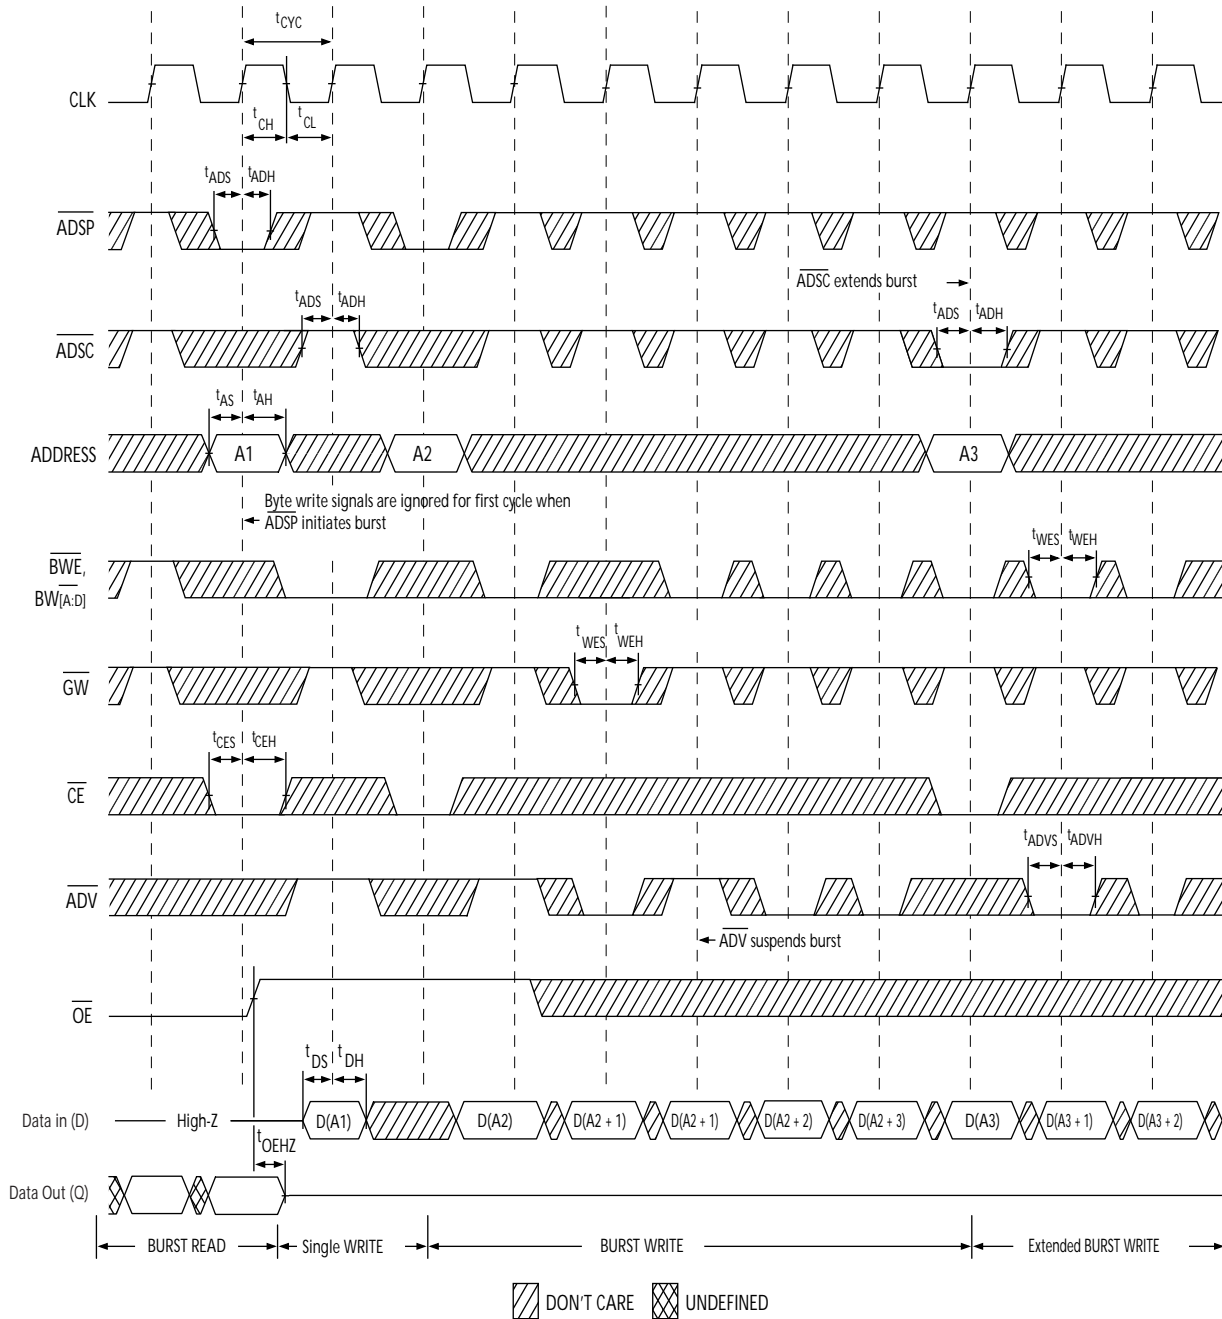 tCYC
CLK
tCH
tCL
tADS tADH
ADSP
ADSC extends burst
tADS tADH
tADS tADH
ADSC
tAS tAH
ADDRESS
A1
A2
A3
Byte write signals are ignored for first cycle when
ADSP initiates burst
tWES tWEH
BWE,
BW[A:D]
tWES tWEH
GW
tCES tCEH
CE
tADVS tADVH
ADV
ADV suspends burst
OE
tDS tDH
Data in (D)
High-Z
D(A1)
D(A2)
D(A2 + 1)
D(A2 + 1)
D(A2 + 2)
D(A2 + 3)
D(A3)
D(A3 + 1)
D(A3 + 2)
tOEHZ
Data Out (Q)
BURST READ
Single WRITE
BURST WRITE
Extended BURST WRITE
DON'T CARE
UNDEFINED